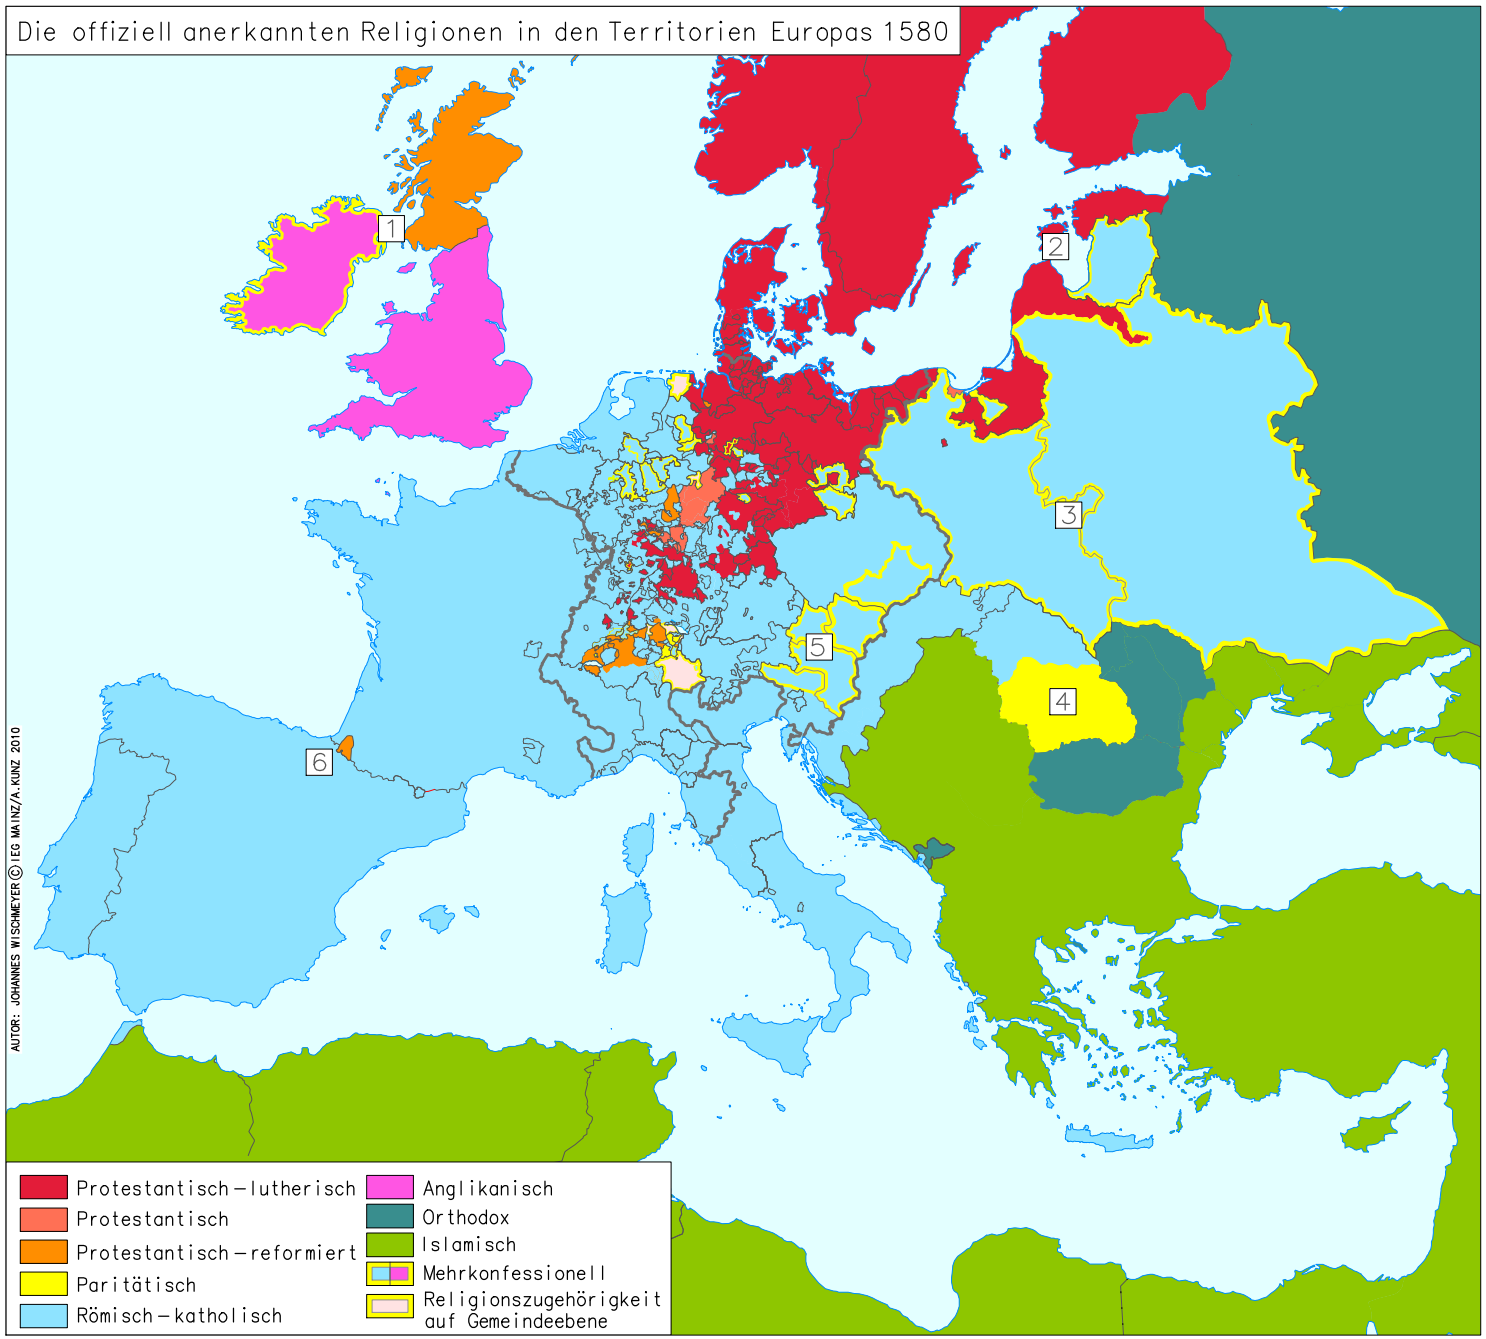 Die offiziell anerkannten Religionen in den Territorien Europas 1580
1
2
3
4
5
6
AUTOR: JOHANNES WISCHMEYER © IEG MAINZ/A.KUNZ 2010
Protestantisch-lutherisch
Protestantisch
Protestantisch-reformiert
Paritätisch
Römisch-katholisch
Anglikanisch
Orthodox
Islamisch
Mehrkonfessionell
Religionszugehörigkeit
auf Gemeindeebene